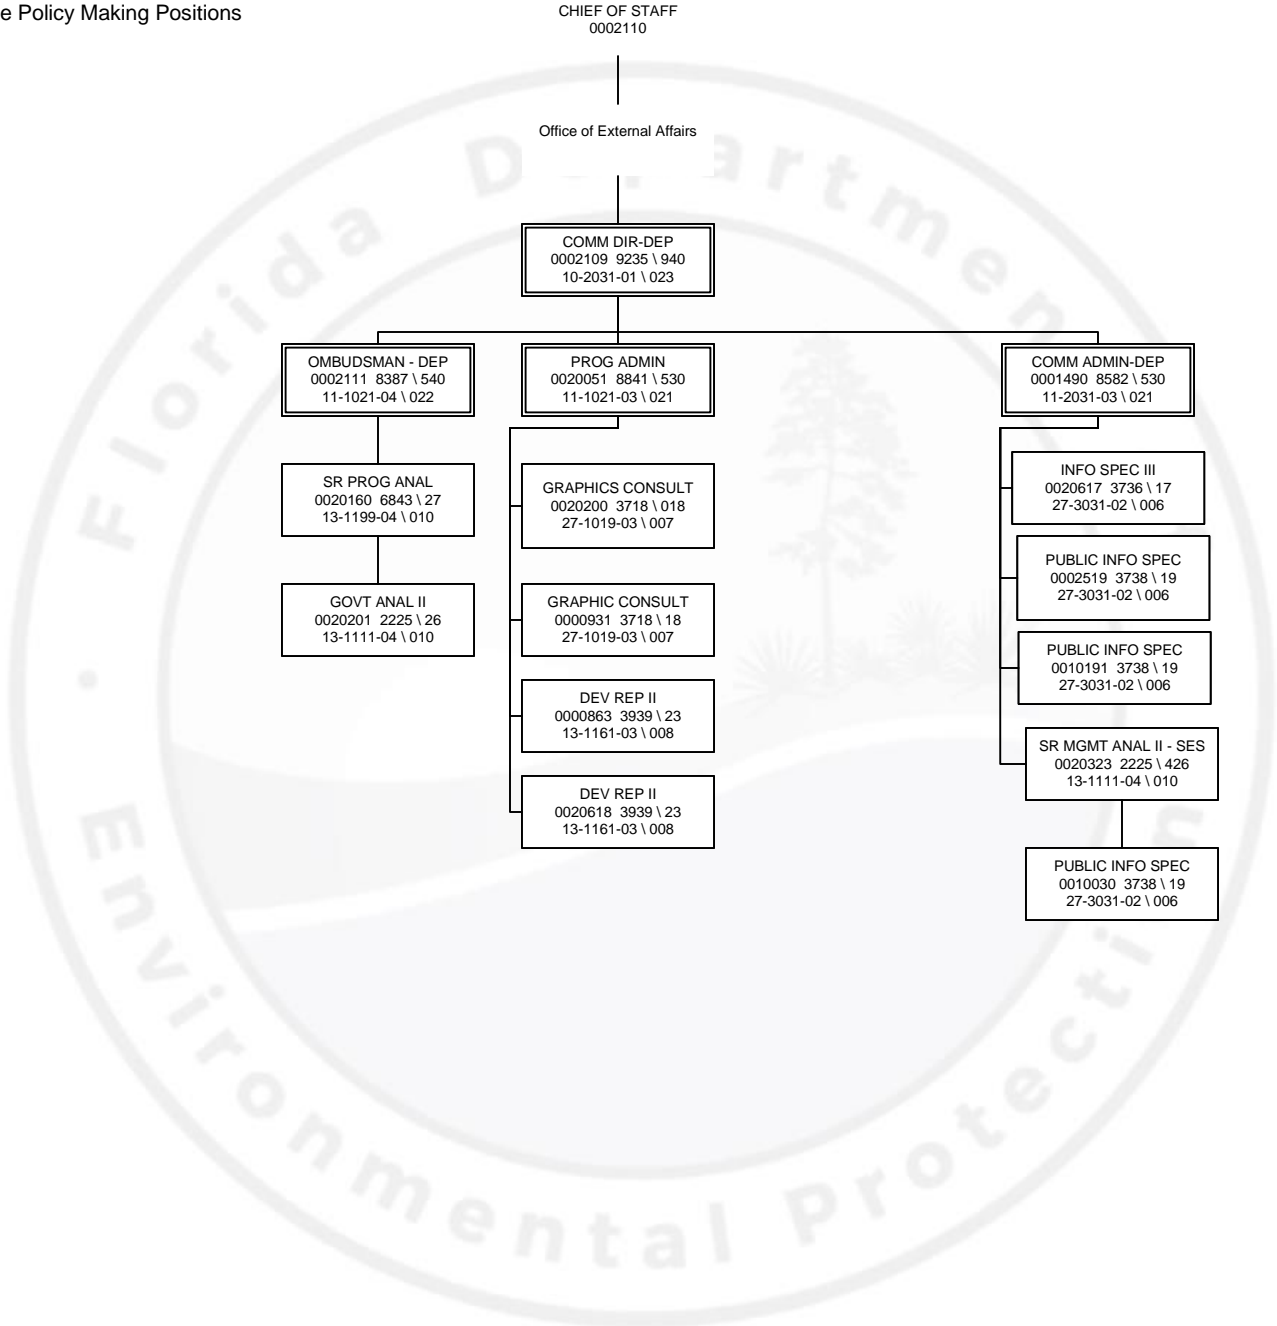 e Policy Making Positions
CHIEF OF STAFF
0002110
Office of External Affairs
COMM DIR-DEP
0002109 9235 \ 940
10-2031-01 \ 023
OMBUDSMAN - DEP
0002111 8387 \ 540
11-1021-04 \ 022
PROG ADMIN
0020051 8841 \ 530
11-1021-03 \ 021
COMM ADMIN-DEP
0001490 8582 \ 530
11-2031-03 \ 021
SR PROG ANAL
0020160 6843 \ 27
13-1199-04 \ 010
GOVT ANAL II
0020201 2225 \ 26
13-1111-04 \ 010
GRAPHICS CONSULT
0020200 3718 \ 018
27-1019-03 \ 007
GRAPHIC CONSULT
0000931 3718 \ 18
27-1019-03 \ 007
DEV REP II
0000863 3939 \ 23
13-1161-03 \ 008
DEV REP II
0020618 3939 \ 23
13-1161-03 \ 008
INFO SPEC III
0020617 3736 \ 17
27-3031-02 \ 006
PUBLIC INFO SPEC
0002519 3738 \ 19
27-3031-02 \ 006
PUBLIC INFO SPEC
0010191 3738 \ 19
27-3031-02 \ 006
SR MGMT ANAL II - SES
0020323 2225 \ 426
13-1111-04 \ 010
PUBLIC INFO SPEC
0010030 3738 \ 19
27-3031-02 \ 006
Florida Department
Environmental Protection